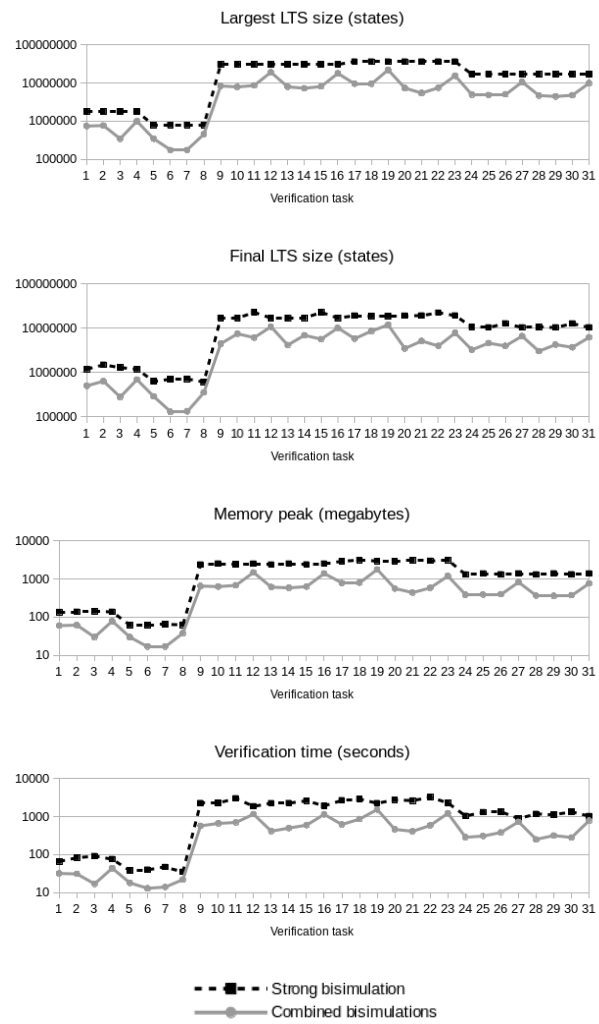 Largest LTS size (states)
100000000
10000000
1000000
100000
1 2 3 4 5 6 7 8 9 10 11 12 13 14 15 16 17 18 19 20 21 22 23 24 25 26 27 28 29 30 31
Verification task
Final LTS size (states)
100000000
10000000
1000000
100000
1 2 3 4 5 6 7 8 9 10 11 12 13 14 15 16 17 18 19 20 21 22 23 24 25 26 27 28 29 30 31
Verification task
Memory peak (megabytes)
10000
1000
100
10
1 2 3 4 5 6 7 8 9 10 11 12 13 14 15 16 17 18 19 20 21 22 23 24 25 26 27 28 29 30 31
Verification task
Verification time (seconds)
10000
1000
100
10
1 2 3 4 5 6 7 8 9 10 11 12 13 14 15 16 17 18 19 20 21 22 23 24 25 26 27 28 29 30 31
Verification task
Strong bisimulation
Combined bisimulations